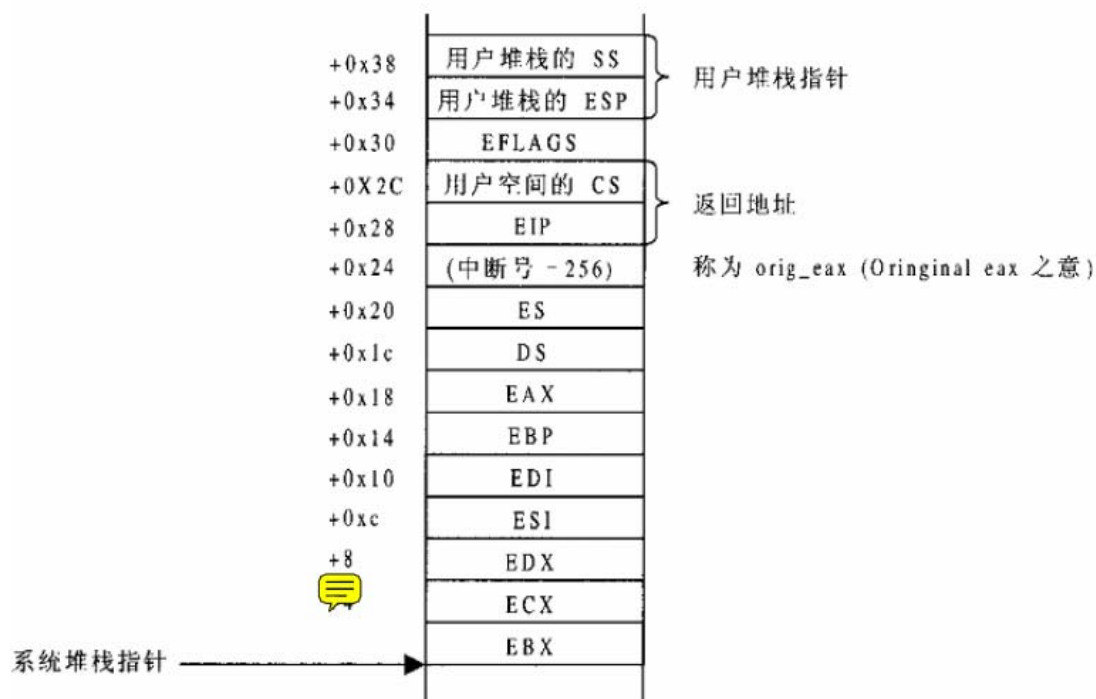 +0x38 用户堆栈的 SS
用户堆栈指针
+0x34 用户堆栈的 ESP
+0x30 EFLAGS
+0X2C 用户空间的 CS
返回地址
+0x28 EIP
+0x24 (中断号 - 256) 称为 orig_eax (Oringinal eax 之意)
+0x20 ES
+0x1c DS
+0x18 EAX
+0x14 EBP
+0x10 EDI
+0xc ESI
+8 EDX
ECX
EBX
系统堆栈指针